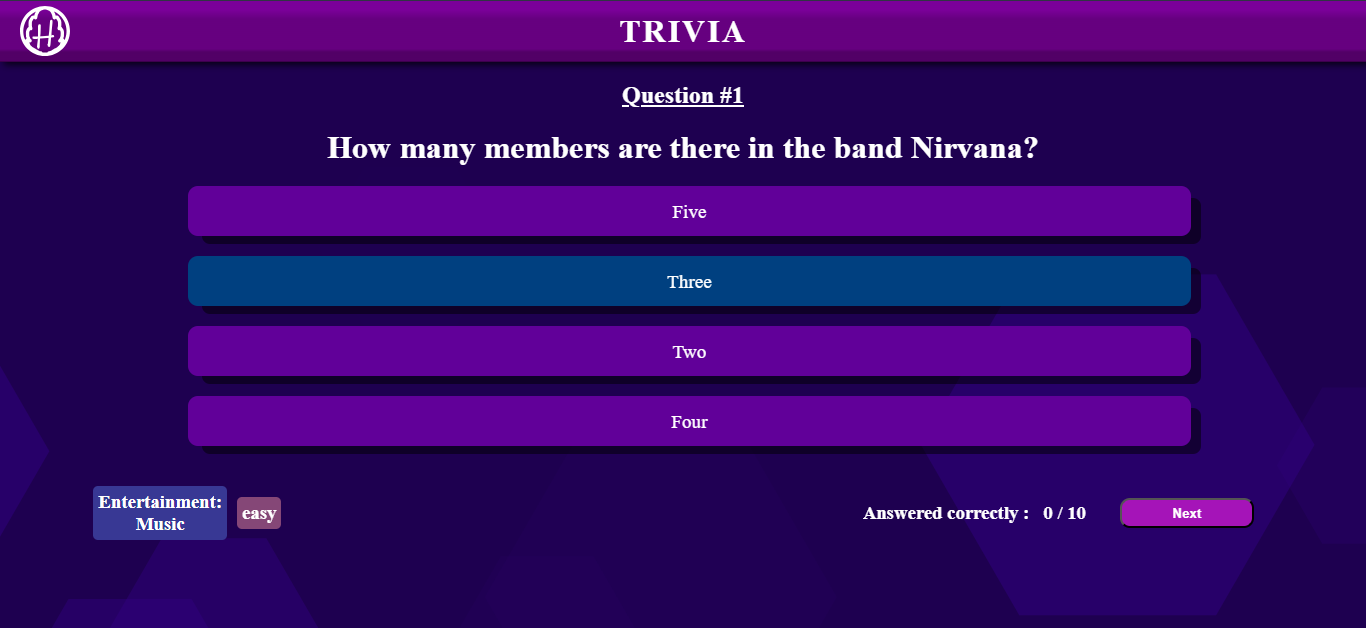 H
TRIVIA
Question #1
How many members are there in the band Nirvana?
Five
Three
Two
Four
Entertainment:
Music
easy
Answered correctly : 0 / 10
Next